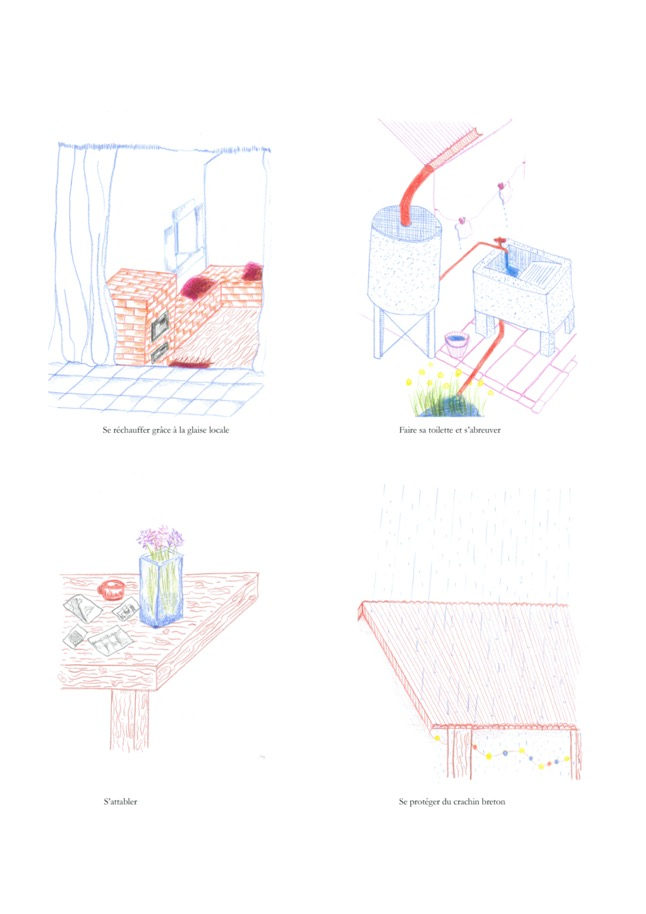 Se réchauffer grâce à la glaise locale
Faire sa toilette et s'abreuver
S'attabler
Se protéger du crachin breton